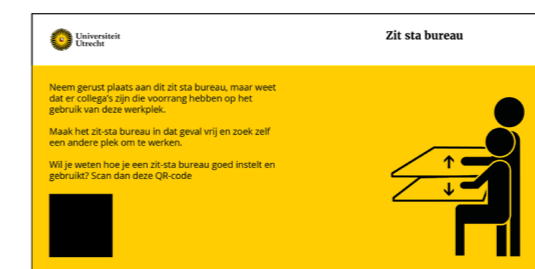 Universiteit
Utrecht
Zit sta bureau
Neem gerust plaats aan dit zit sta bureau, maar weet
dat er collega's zijn die voorrang hebben op het
gebruik van deze werkplek.
Maak het zit-sta bureau in dat geval vrij en zoek zelf
een andere plek om te werken.
Wil je weten hoe je een zit-sta bureau goed instelt en
gebruikt? Scan dan deze QR-code